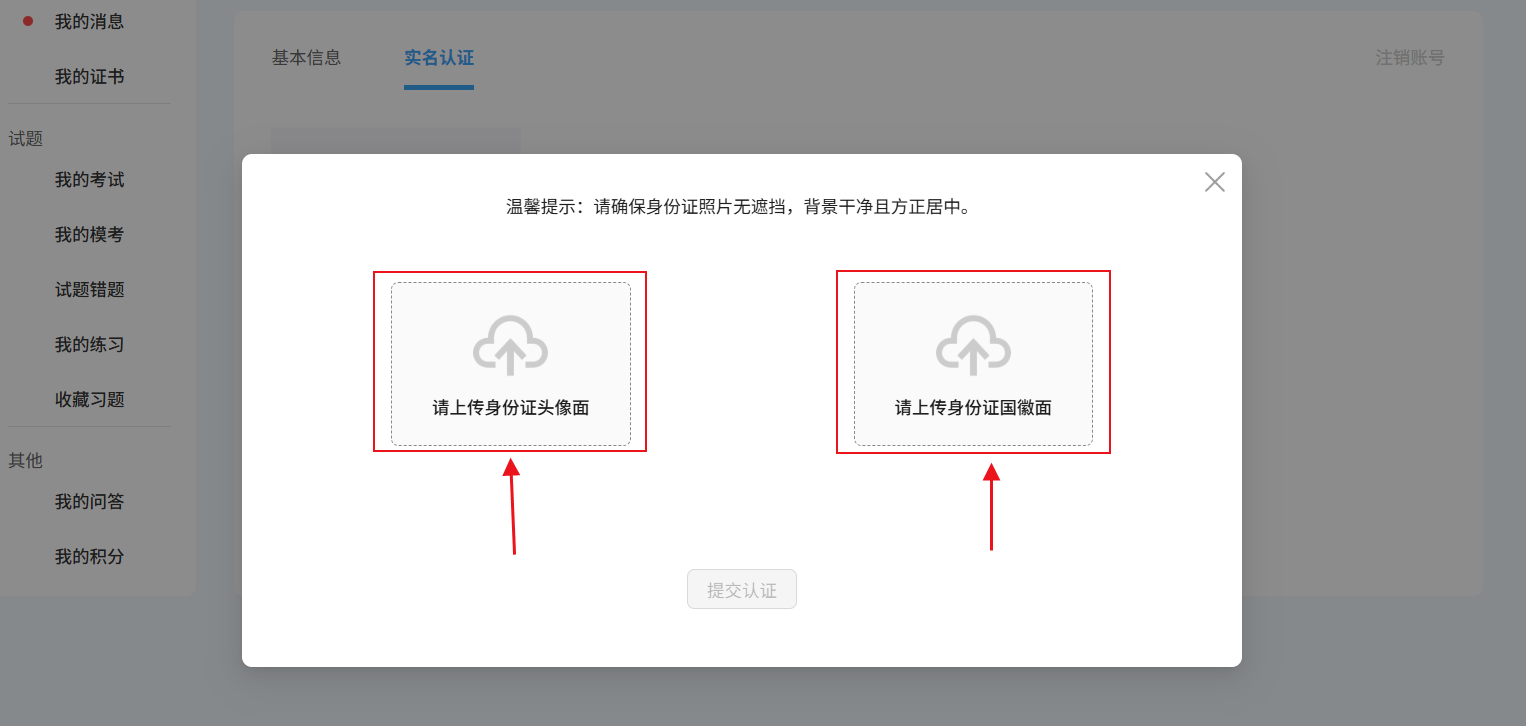 我的消息
我的证书
试题
我的考试
我的模考
试题错题
我的练习
收藏习题
其他
我的问答
我的积分
基本信息
实名认证
注销账号
温馨提示：请确保身份证照片无遮挡，背景干净且方正居中。
请上传身份证头像面
请上传身份证国徽面
提交认证